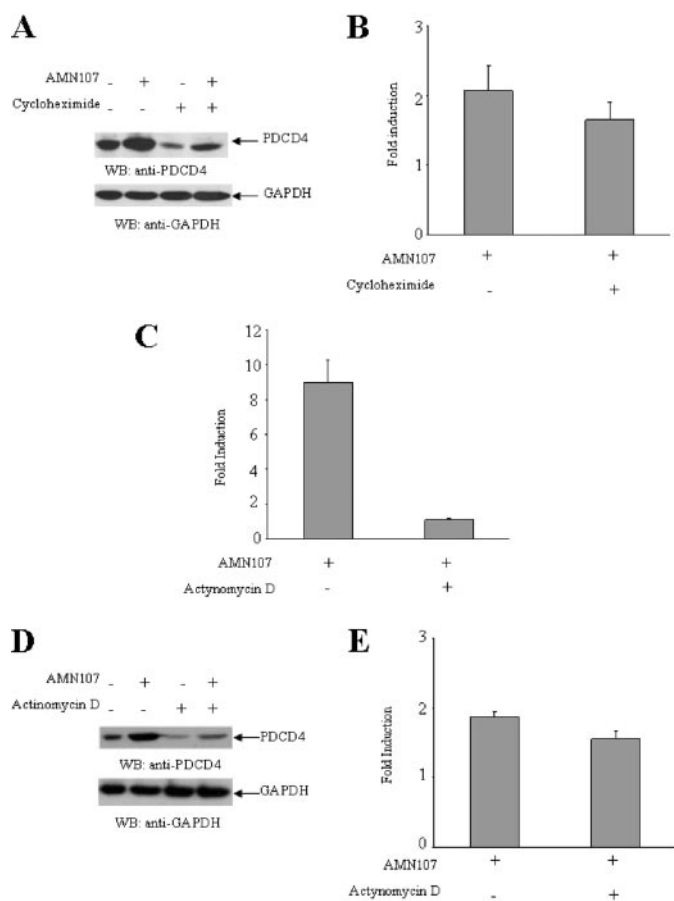 A
AMN107 - + - +
Cycloheximide - - + +
PDCD4
WB: anti-PDCD4
GAPDH
WB: anti-GAPDH
B
3
2
1
0
Fold induction
AMN107 + +
Cycloheximide - +
C
12
10
8
6
4
2
0
Fold Induction
AMN107 + +
Actynomycin D - +
D
AMN107 - + - +
Actinomycin D - - + +
PDCD4
WB: anti-PDCD4
GAPDH
WB: anti-GAPDH
E
3
2
1
0
Fold Induction
AMN107 + +
Actynomycin D - +